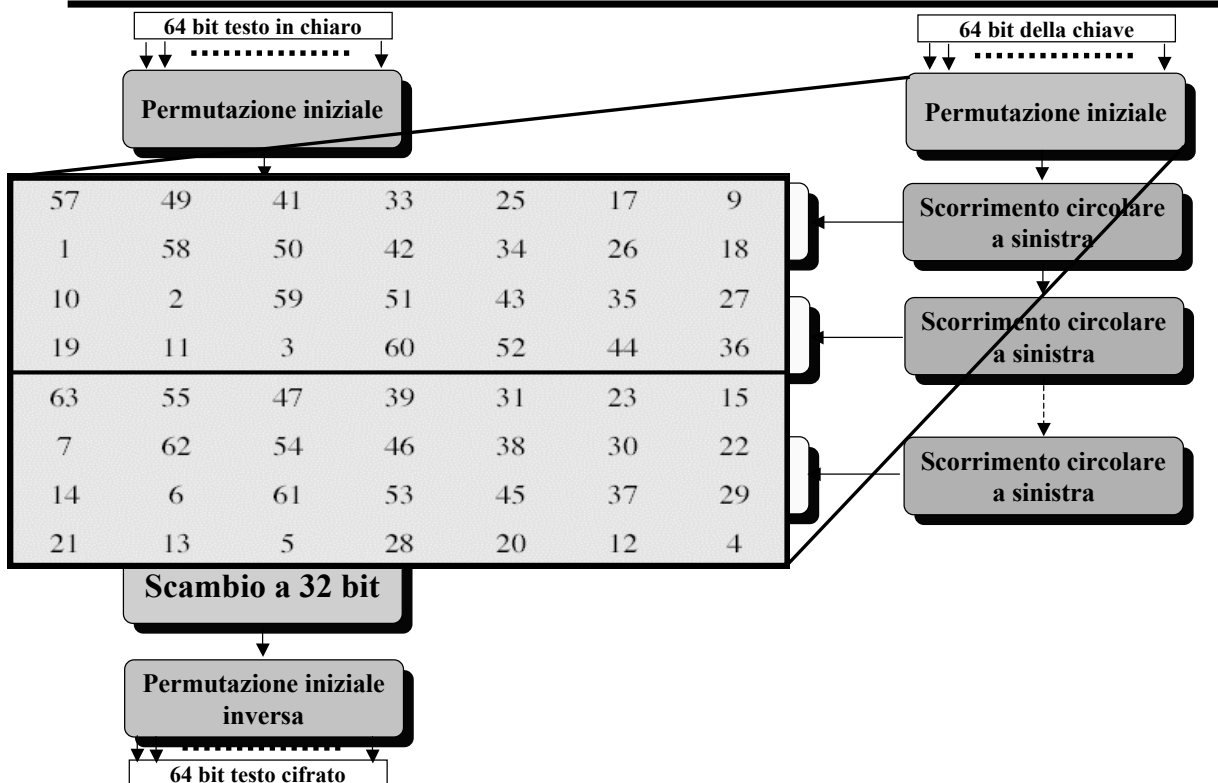 64 bit testo in chiaro
Permutazione iniziale
64 bit della chiave
Permutazione iniziale
57 49 41 33 25 17 9
1 58 50 42 34 26 18
10 2 59 51 43 35 27
19 11 3 60 52 44 36
63 55 47 39 31 23 15
7 62 54 46 38 30 22
14 6 61 53 45 37 29
21 13 5 28 20 12 4
Scorrimento circolare
a sinistra
Scorrimento circolare
a sinistra
Scorrimento circolare
a sinistra
Scambio a 32 bit
Permutazione iniziale
inversa
64 bit testo cifrato